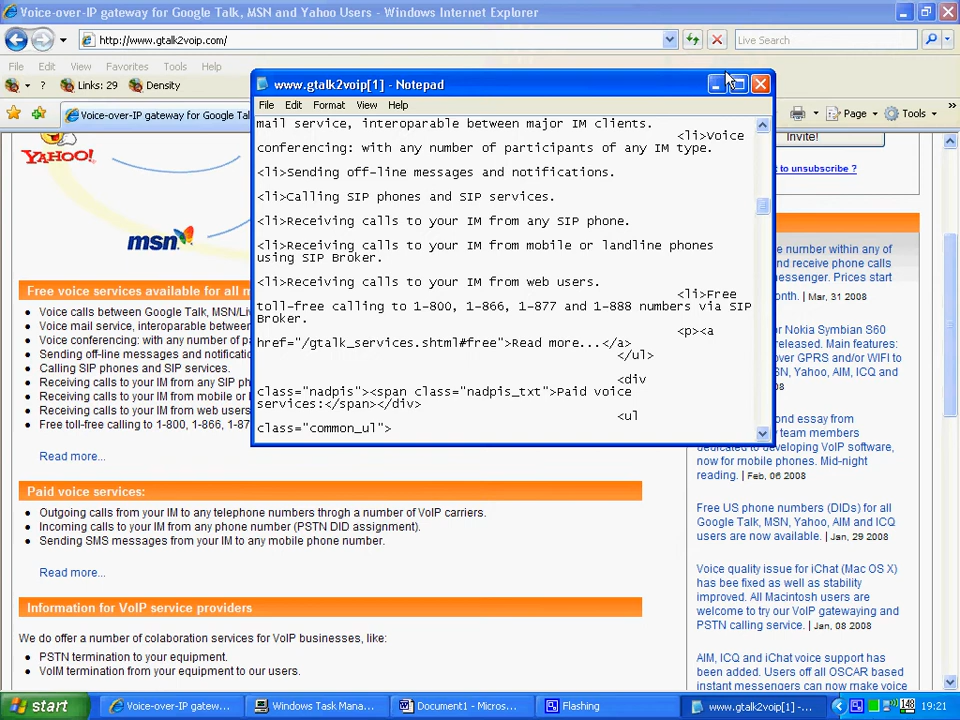 Voice-over-IP gateway for Google Talk, MSN and Yahoo Users - Windows Internet Explorer
http://www.gtalk2voip.com/
Live Search
File Edit View Favorites Tools Help
? Links: 29 Density
Voice-over-IP gateway for Google Tal
Page Tools
www.gtalk2voip[1] - Notepad
File Edit Format View Help
mail service, interoparable between major IM clients.
<li>Voice
conferencing: with any number of participants of any IM type.
<li>Sending off-line messages and notifications.
<li>Calling SIP phones and SIP services.
<li>Receiving calls to your IM from any SIP phone.
<li>Receiving calls to your IM from mobile or landline phones
using SIP Broker.
<li>Receiving calls to your IM from web users.
<li>Free
toll-free calling to 1-800, 1-866, 1-877 and 1-888 numbers via SIP
Broker.
<p><a
href="/gtalk_services.shtml#free">Read more...</a>
</ul>
<div
class="nadpis"><span class="nadpis_txt">Paid voice
services:</span></div>
<ul
class="common_ul">
YAHOO!
msn
Free voice services available for all m
Voice calls between Google Talk, MSN/Li
Voice mail service, interoparable between
Voice conferencing: with any number of
Sending off-line messages and notificatio
Calling SIP phones and SIP services.
Receiving calls to your IM from any SIP ph
Receiving calls to your IM from mobile or l
Receiving calls to your IM from web users
Free toll-free calling to 1-800, 1-866, 1-87
Read more...
Paid voice services:
Outgoing calls from your IM to any telephone numbers throgh a number of VoIP carriers.
Incoming calls to your IM from any phone number (PSTN DID assignment).
Sending SMS messages from your IM to any mobile phone number.
Read more...
Information for VoIP service providers
We do offer a number of colaboration services for VoIP businesses, like:
PSTN termination to your equipment.
VoIM termination from your equipment to our users.
Invite!
t to unsubscribe ?
e number within any of
nd receive phone calls
ssenger. Prices start
onth. | Mar, 31 2008
or Nokia Symbian S60
released. Main features:
over GPRS and/or WIFI to
MSN, Yahoo, AIM and ICQ
ond essay from
y team members
dedicated to developing VoIP software,
now for mobile phones. Mid-night
reading. | Feb, 06 2008
Free US phone numbers (DIDs) for all
Google Talk, MSN, Yahoo, AIM and ICQ
users are now available. | Jan, 29 2008
Voice quality issue for iChat (Mac OS X)
has bee fixed as well as stability
improved. All Macintosh users are
welcome to try our VoIP gatewaying and
PSTN calling service. | Jan, 08 2008
AIM, ICQ and iChat voice support has
been added. Users off all OSCAR based
instant messengers can now make voice
start
Voice-over-IP gatew...
Windows Task Mana...
Document1 - Micros...
Flashing
www.gtalk2voip[1] -...
148
19:21